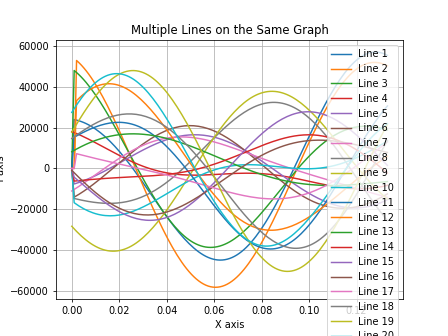 Multiple Lines on the Same Graph
60000
40000
20000
0
−20000
−40000
−60000
0.00
0.02
0.04
0.06
0.08
0.10
X axis
Line 1
Line 2
Line 3
Line 4
Line 5
Line 6
Line 7
Line 8
Line 9
Line 10
Line 11
Line 12
Line 13
Line 14
Line 15
Line 16
Line 17
Line 18
Line 19
Line 20